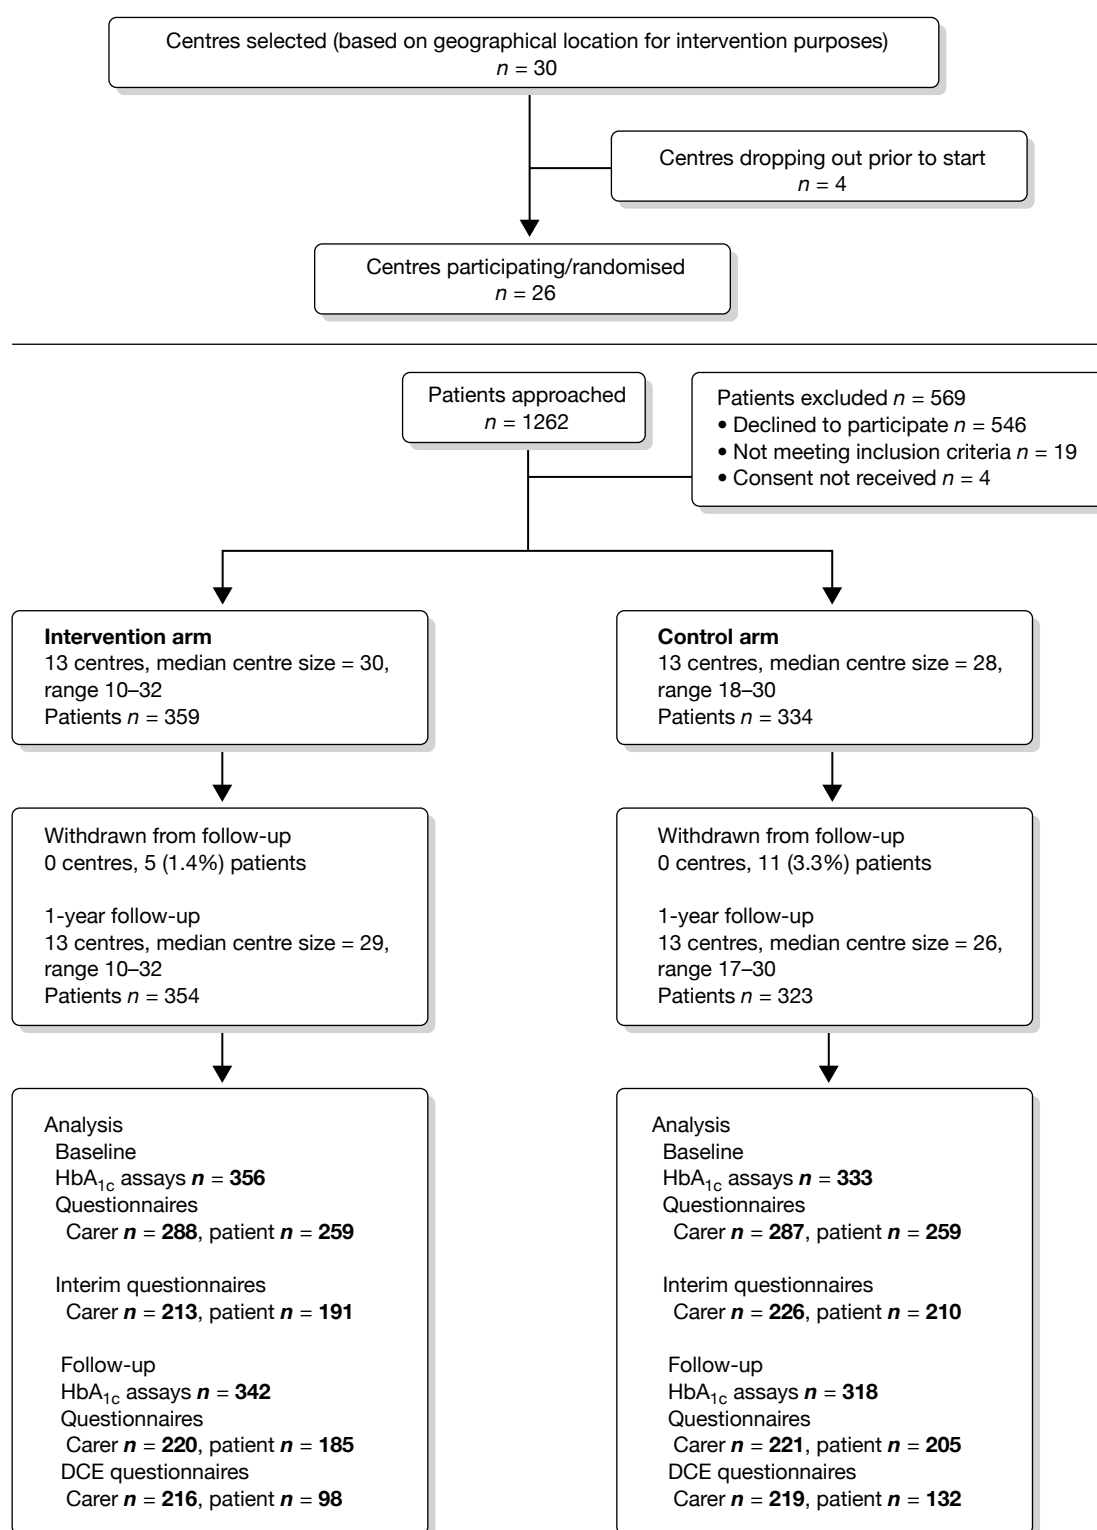 Centres selected (based on geographical location for intervention purposes)
n = 30
Centres dropping out prior to start
n = 4
Centres participating/randomised
n = 26
Patients approached
n = 1262
Patients excluded n = 569
• Declined to participate n = 546
• Not meeting inclusion criteria n = 19
• Consent not received n = 4
Intervention arm
13 centres, median centre size = 30,
range 10–32
Patients n = 359
Control arm
13 centres, median centre size = 28,
range 18–30
Patients n = 334
Withdrawn from follow-up
0 centres, 5 (1.4%) patients
1-year follow-up
13 centres, median centre size = 29,
range 10–32
Patients n = 354
Withdrawn from follow-up
0 centres, 11 (3.3%) patients
1-year follow-up
13 centres, median centre size = 26,
range 17–30
Patients n = 323
Analysis
Baseline
HbA1c assays n = 356
Questionnaires
Carer n = 288, patient n = 259
Interim questionnaires
Carer n = 213, patient n = 191
Follow-up
HbA1c assays n = 342
Questionnaires
Carer n = 220, patient n = 185
DCE questionnaires
Carer n = 216, patient n = 98
Analysis
Baseline
HbA1c assays n = 333
Questionnaires
Carer n = 287, patient n = 259
Interim questionnaires
Carer n = 226, patient n = 210
Follow-up
HbA1c assays n = 318
Questionnaires
Carer n = 221, patient n = 205
DCE questionnaires
Carer n = 219, patient n = 132